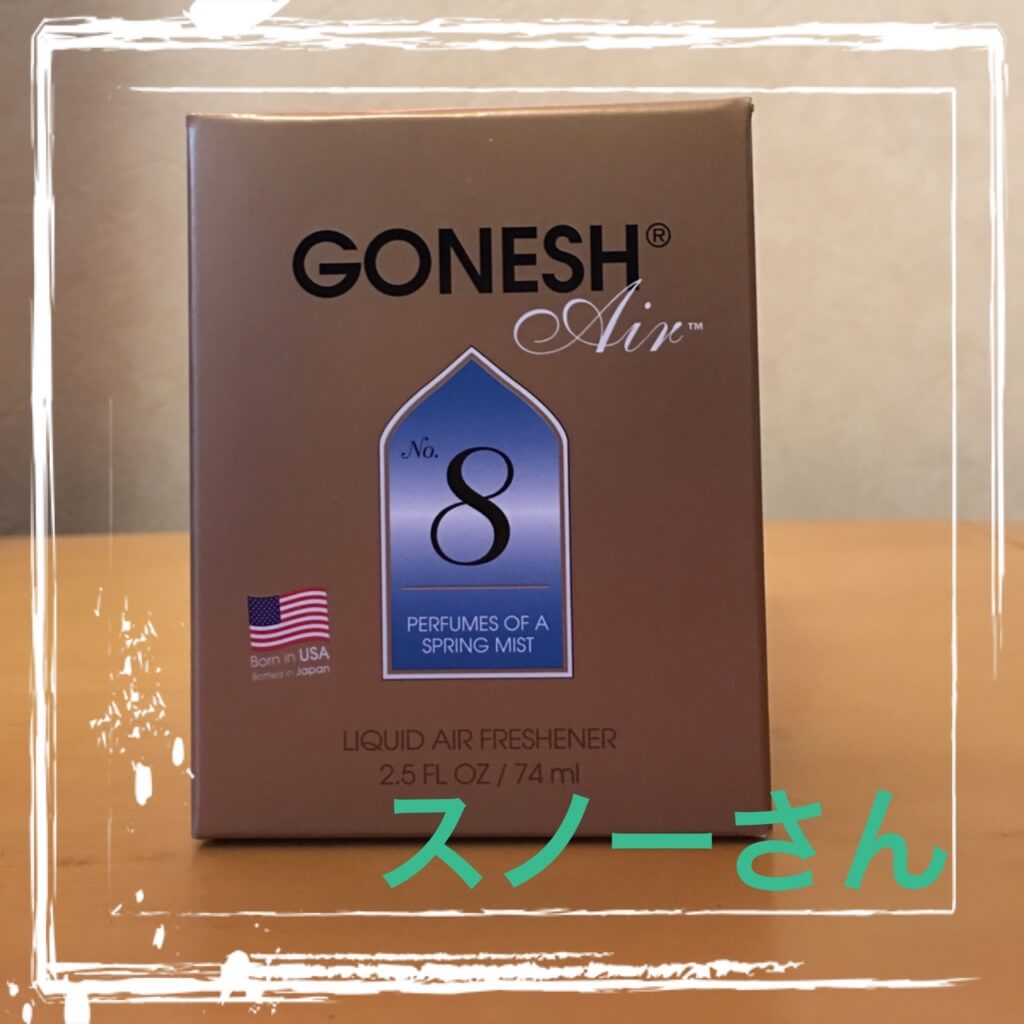 GONESH®
Air™
No.
8
PERFUMES OF A
SPRING MIST
Born in USA
Bottled in Japan
LIQUID AIR FRESHENER
2.5 FL OZ / 74 ml
スノーさん